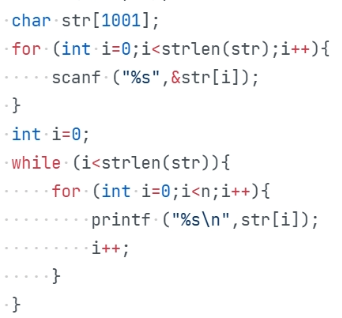 char str[1001];
for (int i=0;i<strlen(str);i++){
     scanf ("%s",&str[i]);
}
int i=0;
while (i<strlen(str)){
     for (int i=0;i<n;i++){
         printf ("%s\n",str[i]);
         i++;
     }
}